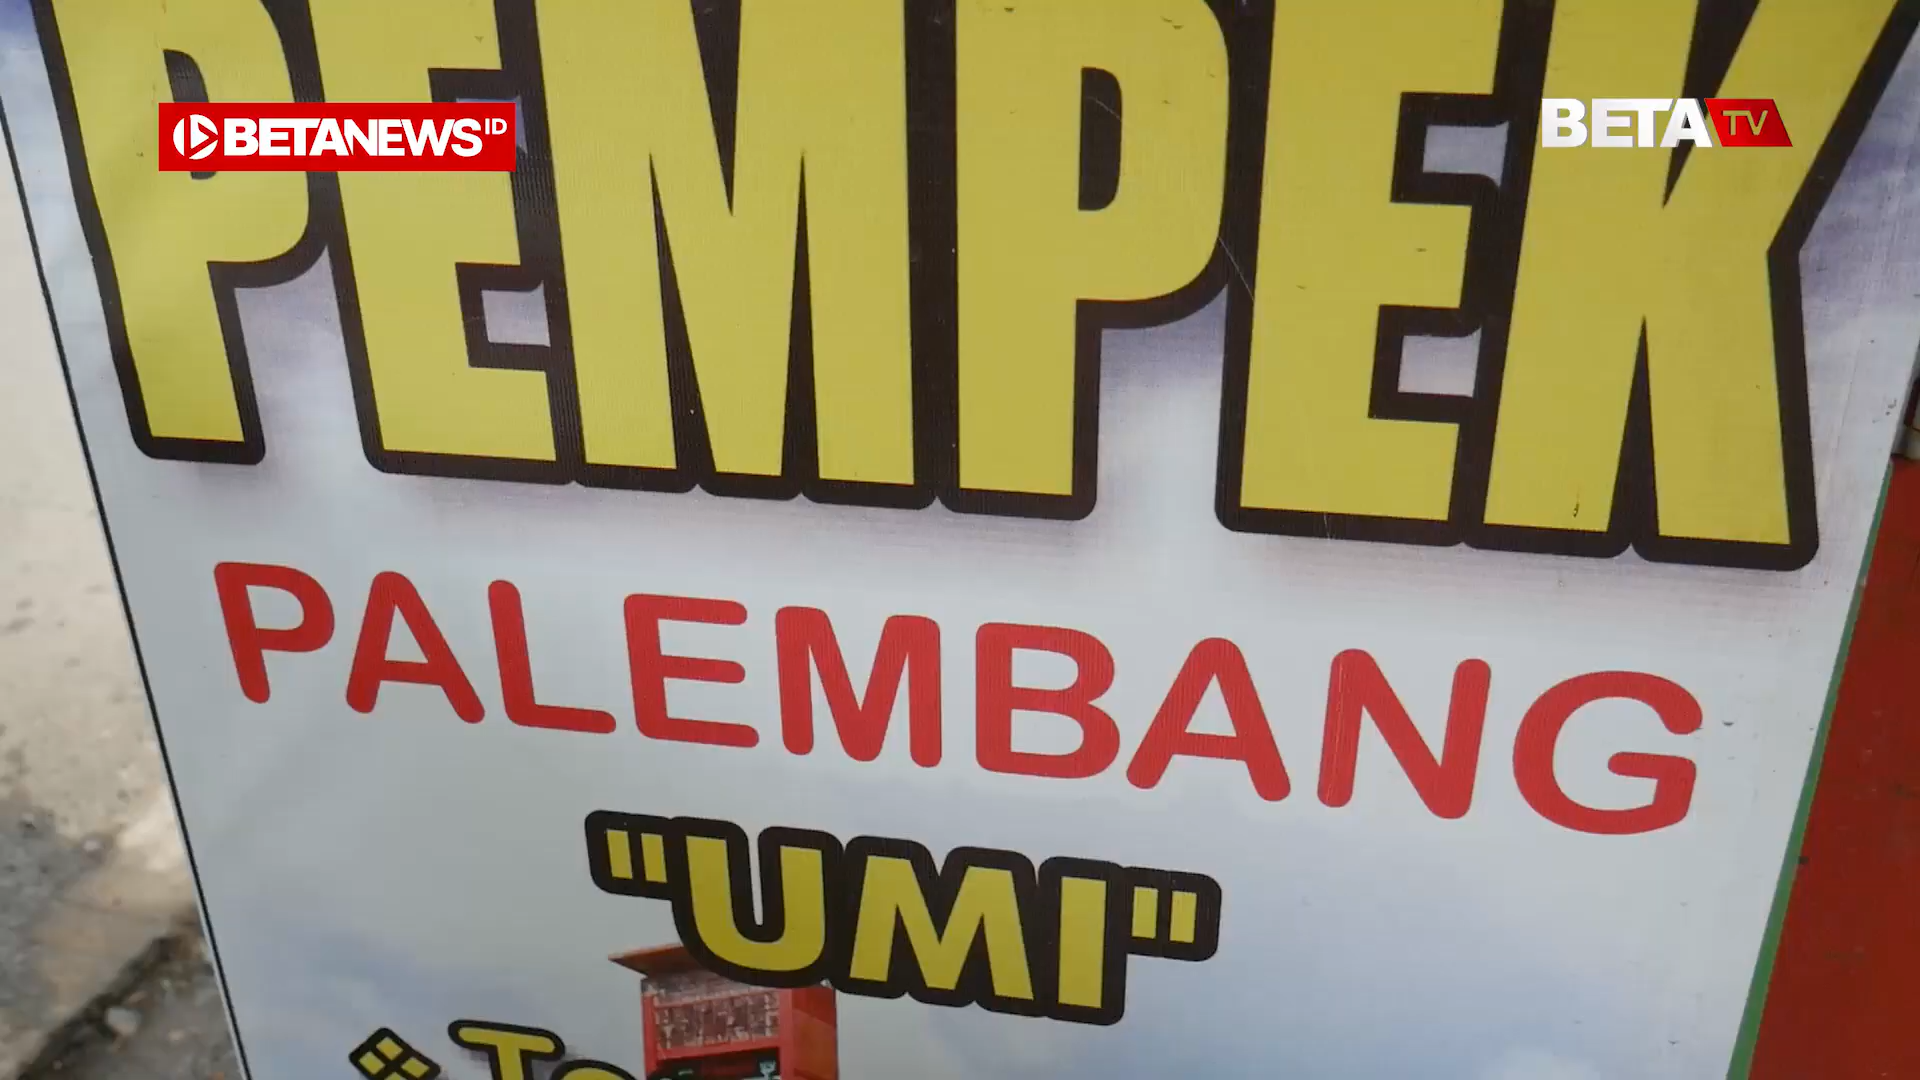 PEMPEK
BETANEWS ID
BETA TV
PALEMBANG
"UMI"